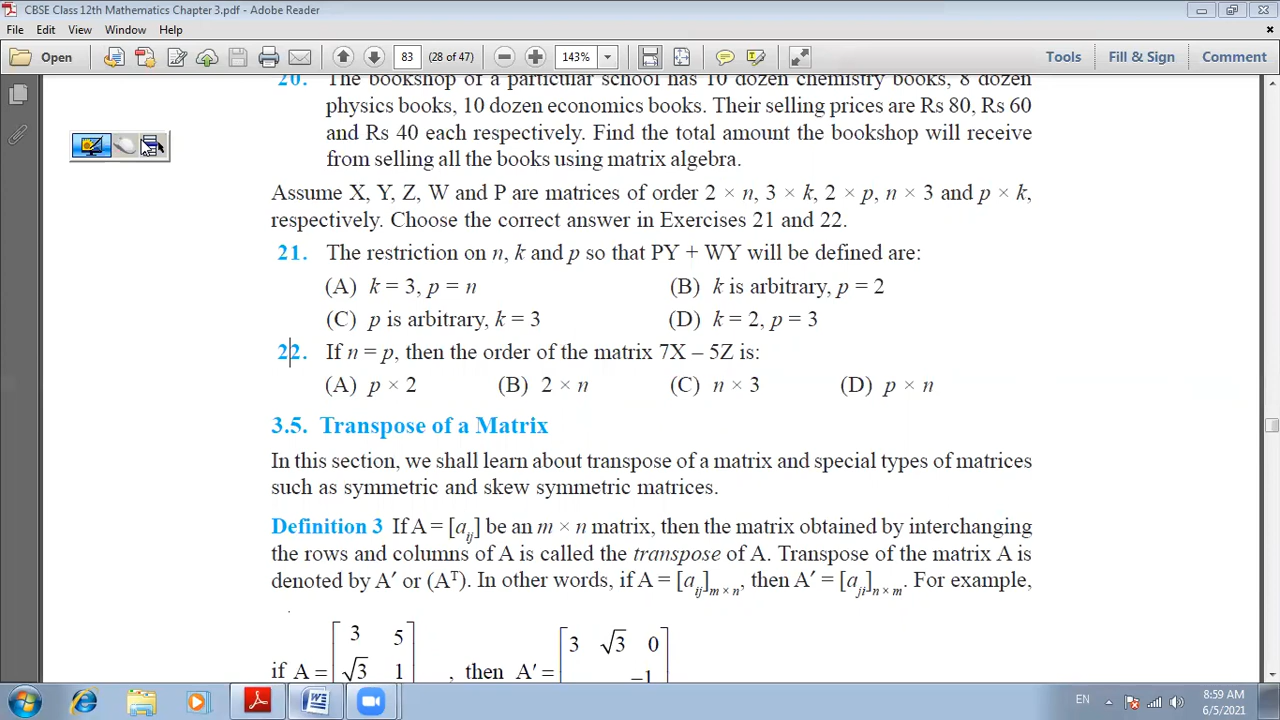 CBSE Class 12th Mathematics Chapter 3.pdf - Adobe Reader
File Edit View Window Help
Open 83 (28 of 47) 143% Tools Fill & Sign Comment
20. The bookshop of a particular school has 10 dozen chemistry books, 8 dozen
physics books, 10 dozen economics books. Their selling prices are Rs 80, Rs 60
and Rs 40 each respectively. Find the total amount the bookshop will receive
from selling all the books using matrix algebra.
Assume X, Y, Z, W and P are matrices of order 2 × n, 3 × k, 2 × p, n × 3 and p × k,
respectively. Choose the correct answer in Exercises 21 and 22.
21. The restriction on n, k and p so that PY + WY will be defined are:
(A) k = 3, p = n (B) k is arbitrary, p = 2
(C) p is arbitrary, k = 3 (D) k = 2, p = 3
22. If n = p, then the order of the matrix 7X – 5Z is:
(A) p × 2 (B) 2 × n (C) n × 3 (D) p × n
3.5. Transpose of a Matrix
In this section, we shall learn about transpose of a matrix and special types of matrices
such as symmetric and skew symmetric matrices.
Definition 3 If A = [aij] be an m × n matrix, then the matrix obtained by interchanging
the rows and columns of A is called the transpose of A. Transpose of the matrix A is
denoted by A′ or (Aᵀ). In other words, if A = [aij]m × n, then A′ = [aji]n × m. For example,
3 5 3 √3 0
if A = √3 1 , then A′ = –1
EN 8:59 AM
6/5/2021